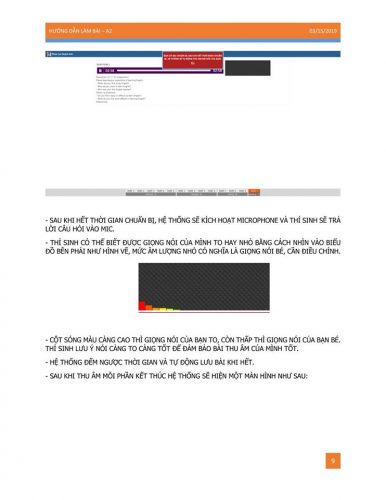 HƯỚNG DẪN LÀM BÀI – A2
03/15/2019
- SAU KHI HẾT THỜI GIAN CHUẨN BỊ, HỆ THỐNG SẼ KÍCH HOẠT MICROPHONE VÀ THÍ SINH SẼ TRẢ
LỜI CÂU HỎI VÀO MIC.
- THÍ SINH CÓ THỂ BIẾT ĐƯỢC GIỌNG NÓI CỦA MÌNH TO HAY NHỎ BẰNG CÁCH NHÌN VÀO BIỂU
ĐỒ BÊN PHẢI NHƯ HÌNH VẼ, MỨC ÂM LƯỢNG NHỎ CÓ NGHĨA LÀ GIỌNG NÓI BÉ, CẦN ĐIỀU CHỈNH.
- CỘT SÓNG MÀU CÀNG CAO THÌ GIỌNG NÓI CỦA BẠN TO, CÒN THẤP THÌ GIỌNG NÓI CỦA BẠN BÉ.
THÍ SINH LƯU Ý NÓI CÀNG TO CÀNG TỐT ĐỂ ĐẢM BẢO BÀI THU ÂM CỦA MÌNH TỐT.
- HỆ THỐNG ĐẾM NGƯỢC THỜI GIAN VÀ TỰ ĐỘNG LƯU BÀI KHI HẾT.
- SAU KHI THU ÂM MỖI PHẦN KẾT THÚC HỆ THỐNG SẼ HIỆN MỘT MÀN HÌNH NHƯ SAU:
9